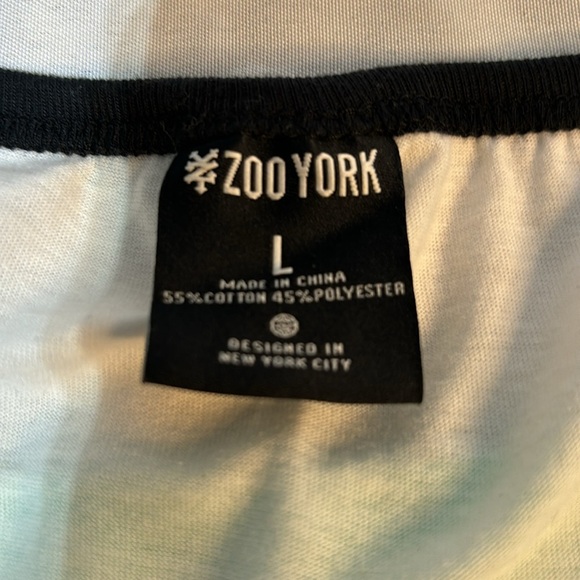 ZOO YORK
L
MADE IN CHINA
55%COTTON 45%POLYESTER
DESIGNED IN
NEW YORK CITY